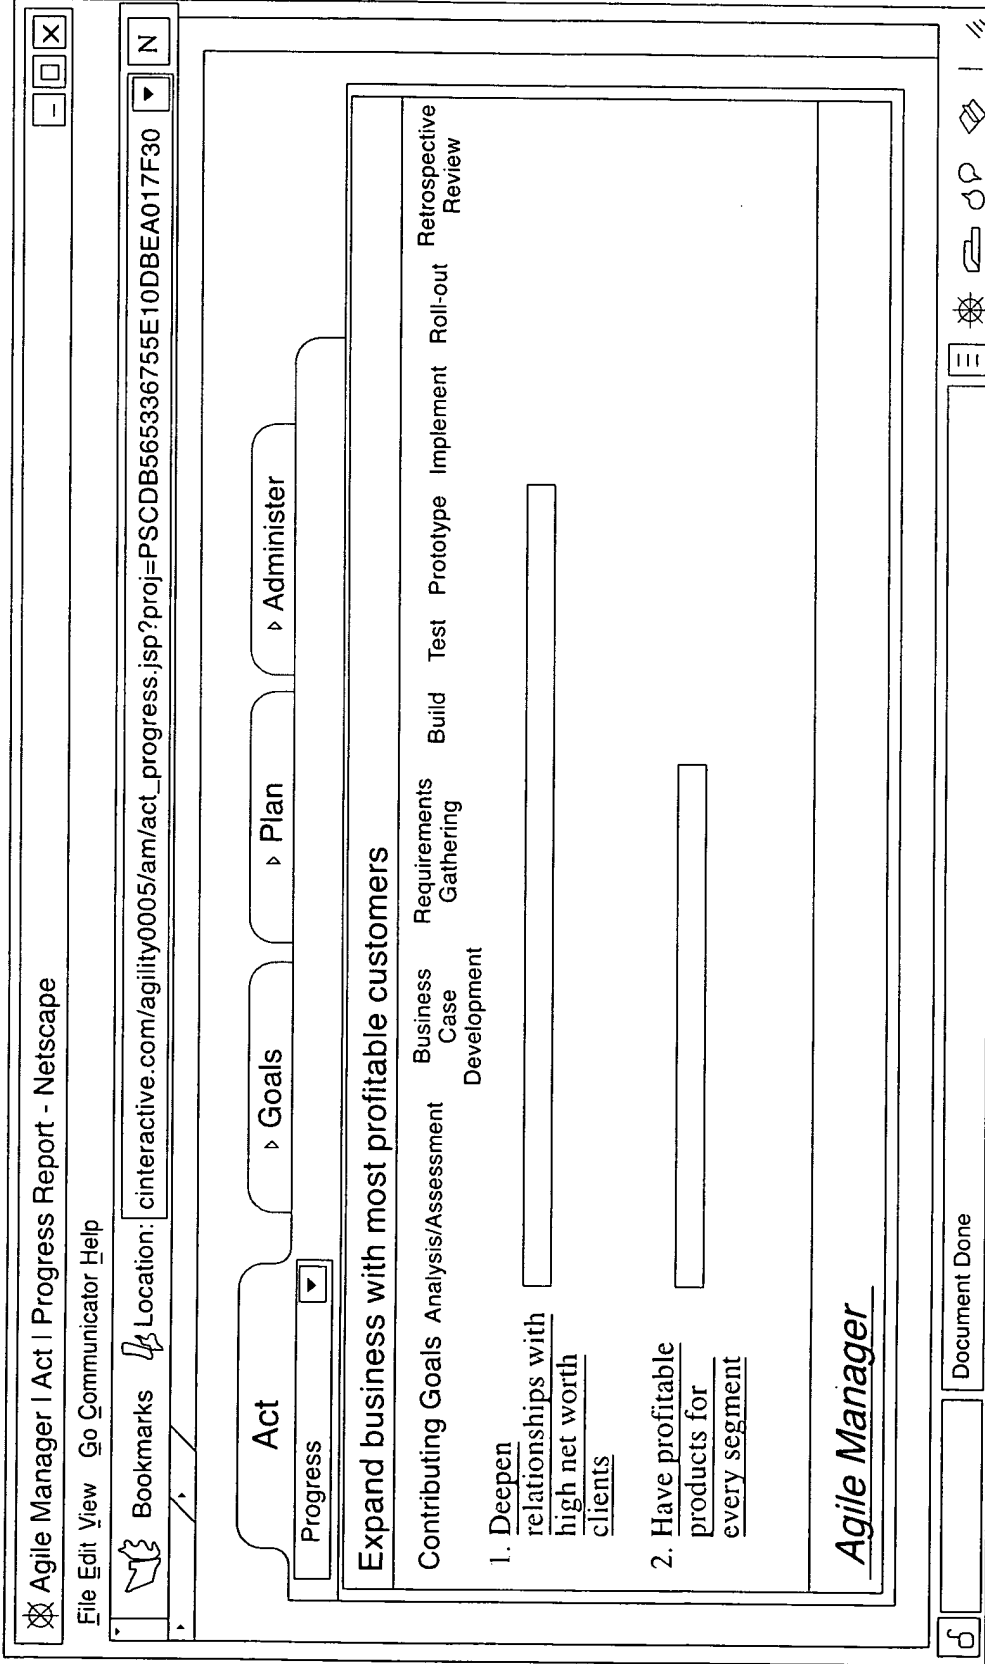 Agile Manager | Act | Progress Report - Netscape
File Edit View Go Communicator Help
Bookmarks Location: cinteractive.com/agility0005/am/act_progress.jsp?proj=PSCDB565336755E10DBEA017F30
N
Act
Goals
Plan
Administer
Progress
Expand business with most profitable customers
Contributing Goals Analysis/Assessment Business Case Development Requirements Gathering Build Test Prototype Implement Roll-out Retrospective Review
1. Deepen
relationships with
high net worth
clients
2. Have profitable
products for
every segment
Agile Manager
Document Done